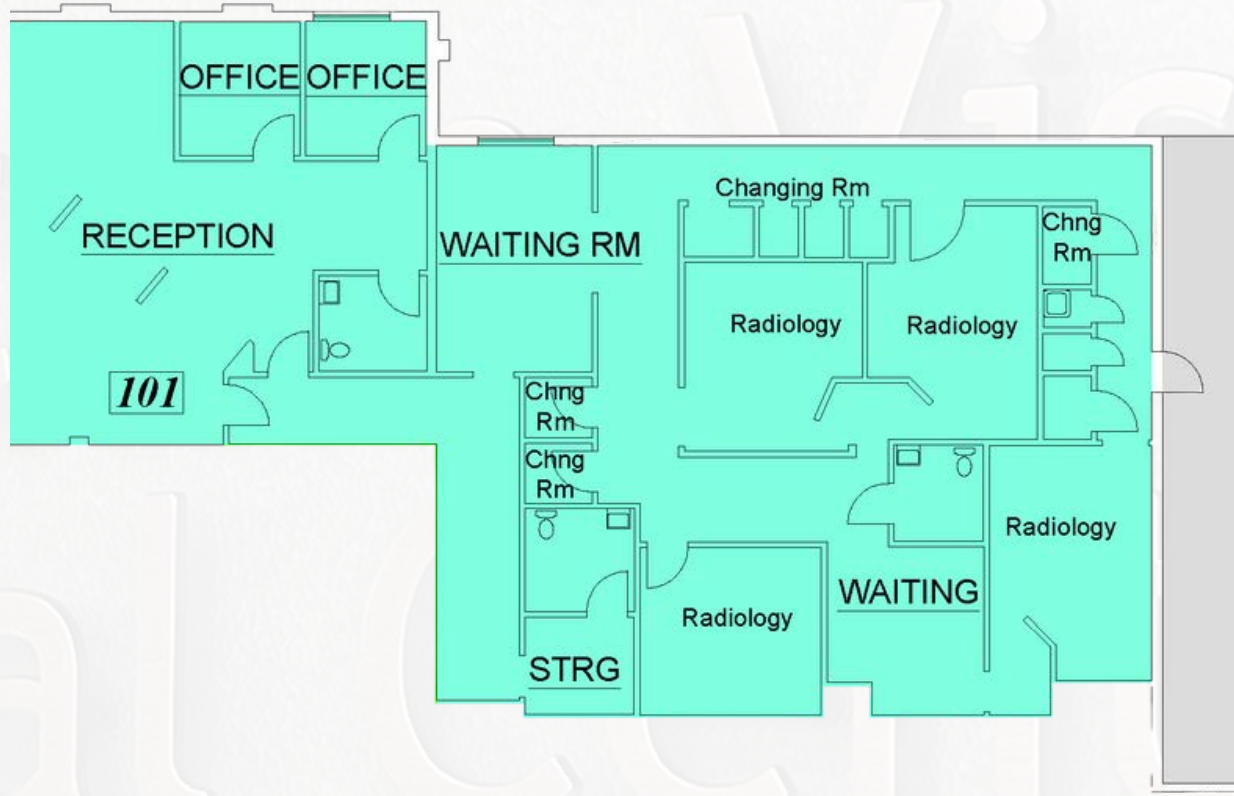 OFFICE OFFICE
RECEPTION
WAITING RM
101
Changing Rm
Chng
Rm
Radiology
Radiology
Chng
Rm
Chng
Rm
Radiology
WAITING
Radiology
STRG